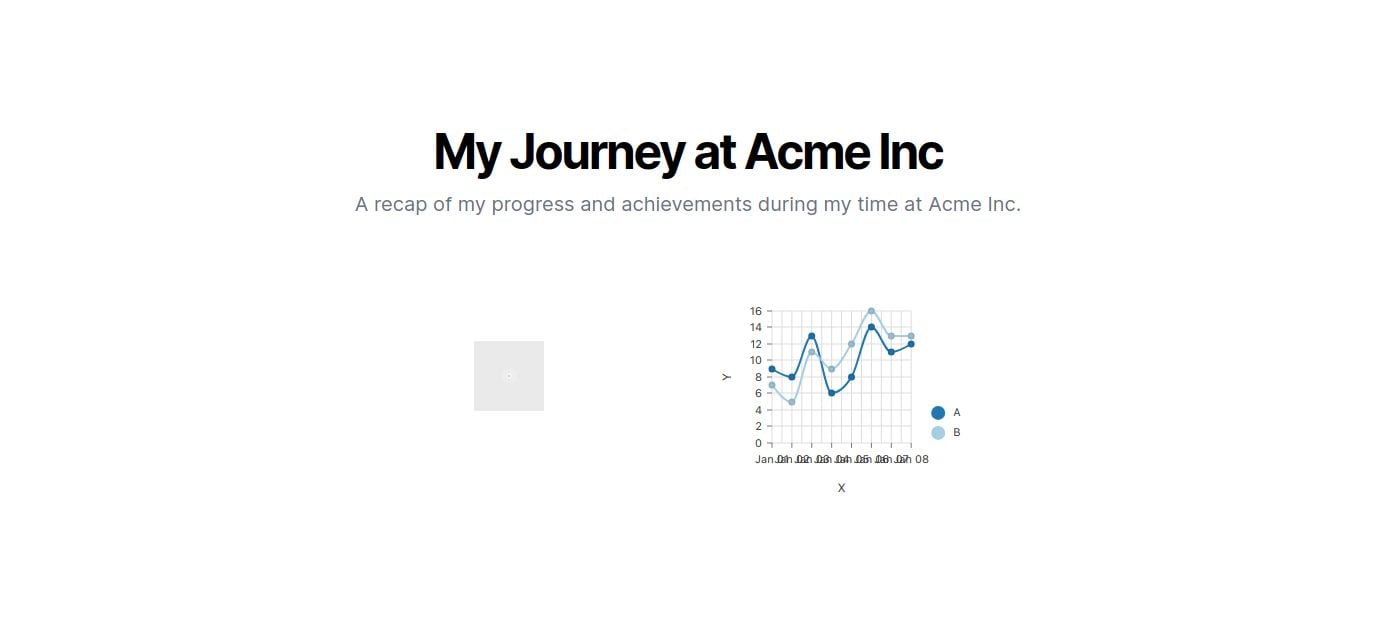 My Journey at Acme Inc
A recap of my progress and achievements during my time at Acme Inc.
16
14
12
10
8
6
4
2
0
Y
Jan 01 Jan 02 Jan 03 Jan 04 Jan 05 Jan 06 Jan 07 Jan 08
X
A
B